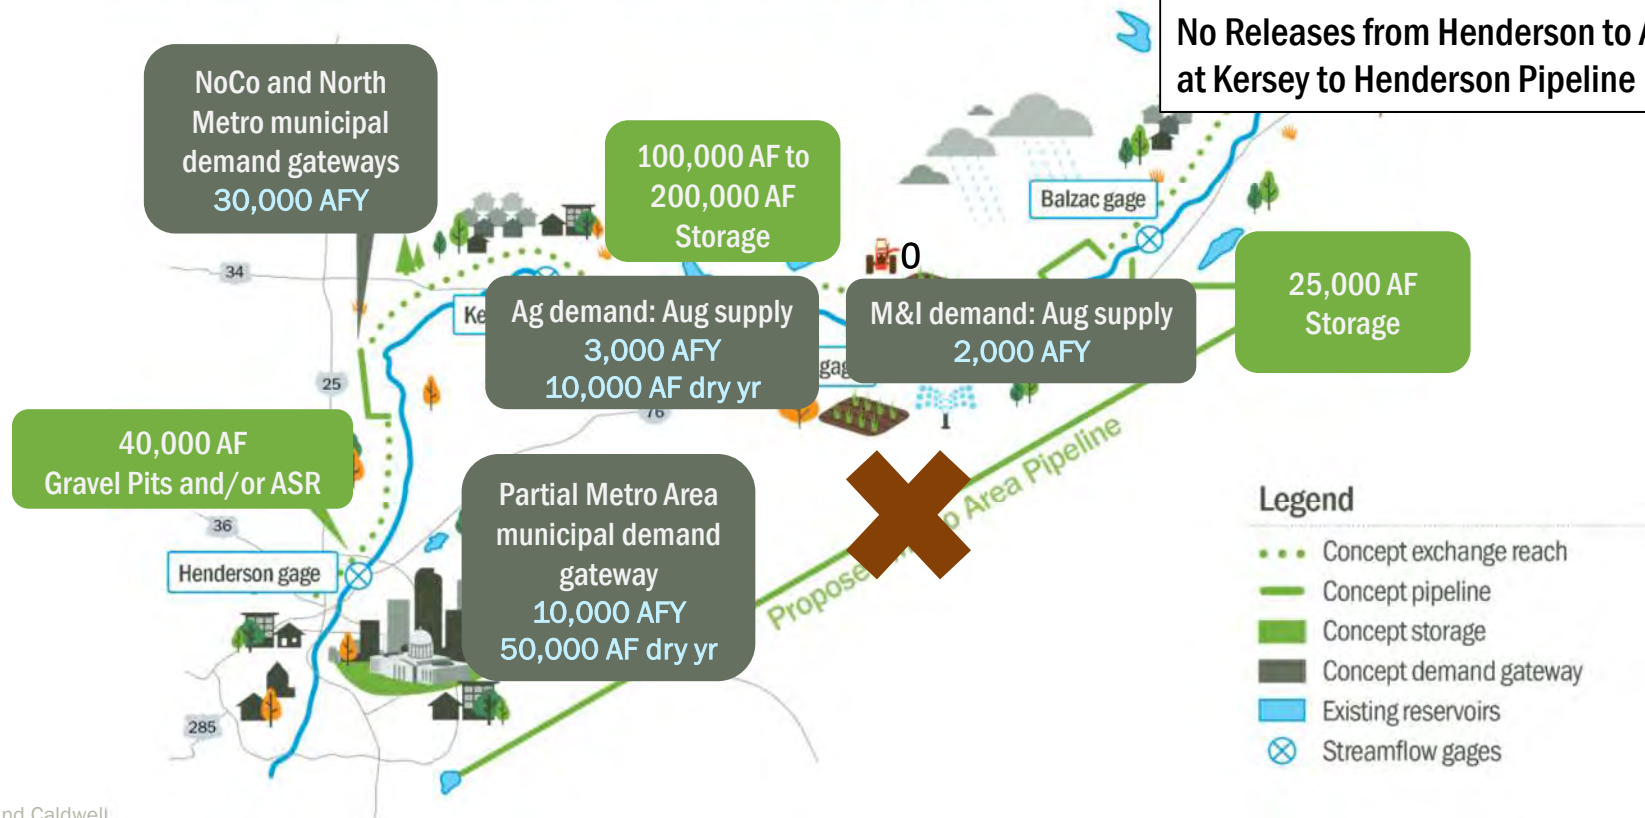 No Releases from Henderson to
at Kersey to Henderson Pipeline
NoCo and North
Metro municipal
demand gateways
30,000 AFY
100,000 AF to
200,000 AF
Storage
Balzac gage
34
0
25,000 AF
Storage
Ag demand: Aug supply
3,000 AFY
10,000 AF dry yr
M&I demand: Aug supply
2,000 AFY
25
76
40,000 AF
Gravel Pits and/or ASR
Partial Metro Area
municipal demand
gateway
10,000 AFY
50,000 AF dry yr
Area Pipeline
36
Henderson gage
285
Legend
Concept exchange reach
Concept pipeline
Concept storage
Concept demand gateway
Existing reservoirs
Streamflow gages
Caldwell